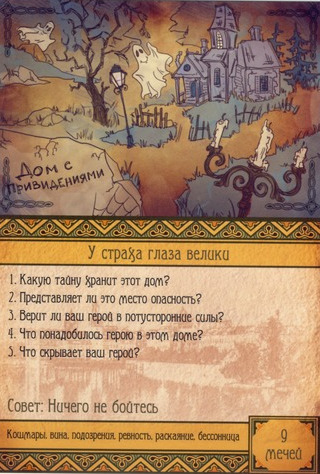 Дом с
привидениями
У страха глаза велики
1. Какую тайну хранит этот дом?
2. Представляет ли это место опасность?
3. Верит ли ваш герой в потусторонние силы?
4. Что понадобилось герою в этом доме?
5. Что скрывает ваш герой?
Совет: Ничего не бойтесь
Кошмары, вина, подозрения, ревность, раскаяние, бессонница
9
мечей